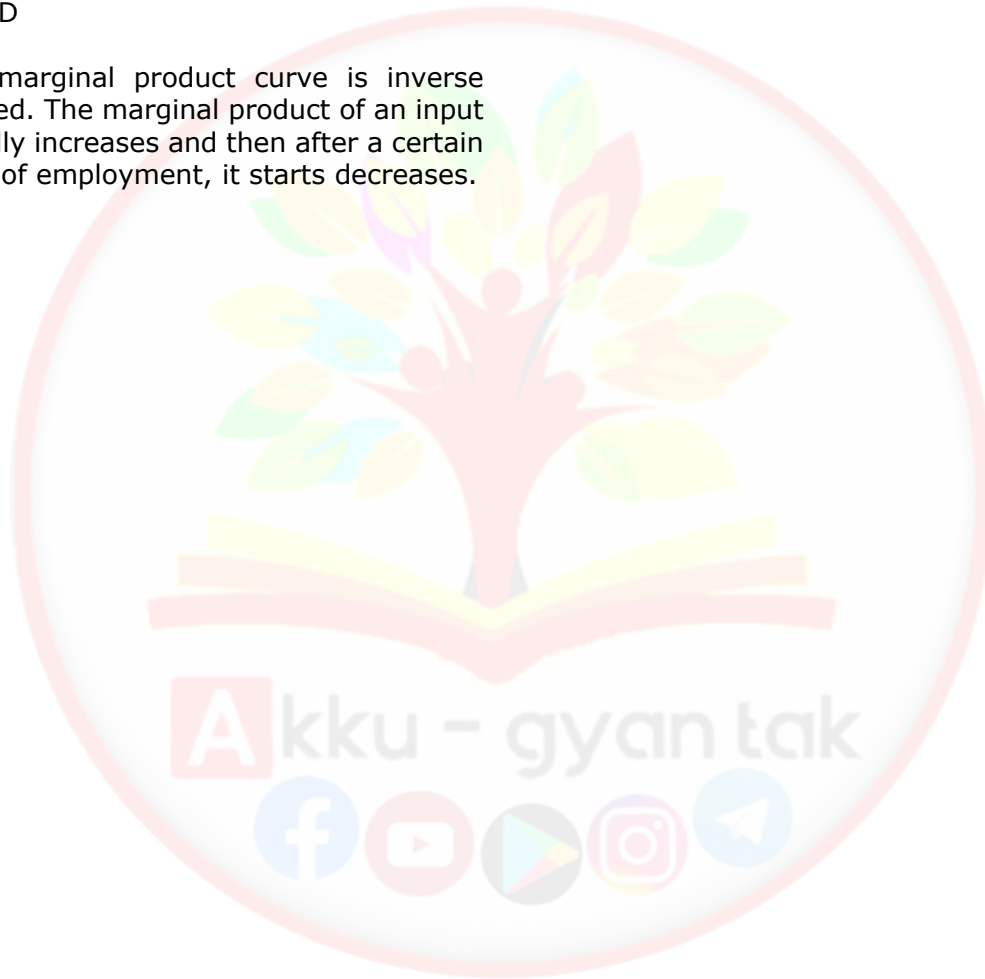 D
marginal product curve is inverse
ed. The marginal product of an input
lly increases and then after a certain
of employment, it starts decreases.
Akku - gyan tak